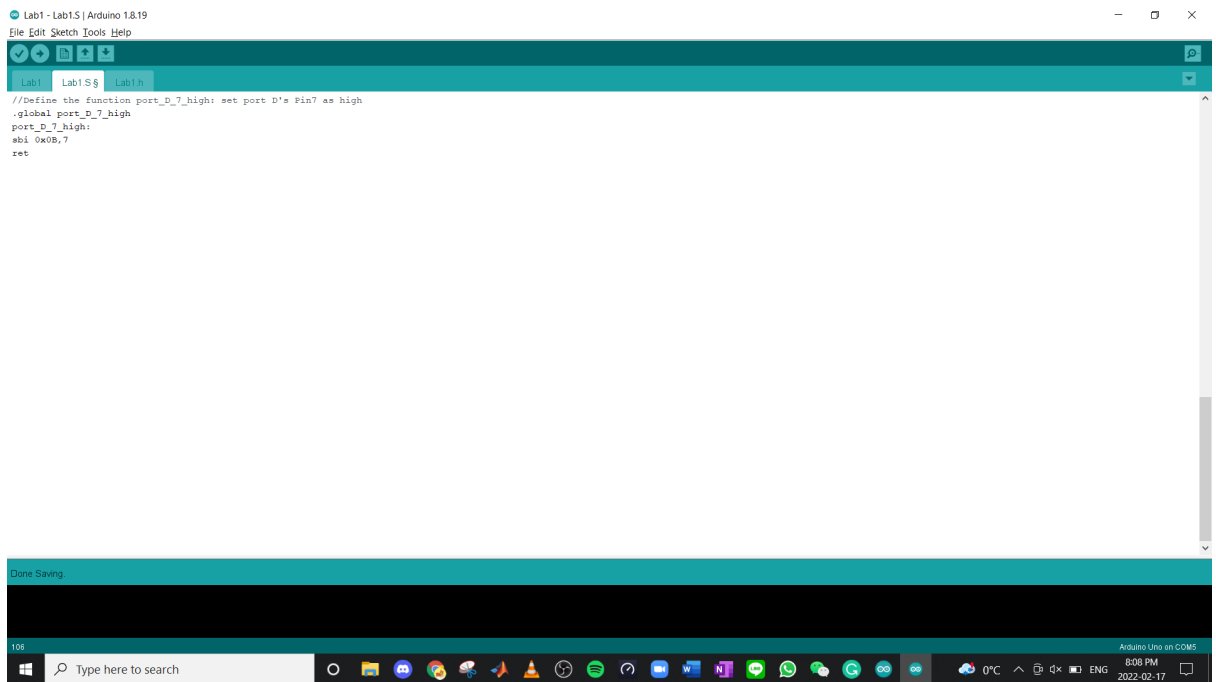 Lab1 - Lab1.S | Arduino 1.8.19
File Edit Sketch Tools Help
Lab1 Lab1.S § Lab1.h
//Define the function port_D_7_high: set port D's Pin7 as high
.global port_D_7_high
port_D_7_high:
sbi 0x0B,7
ret
Done Saving.
106
Arduino Uno on COM5
Type here to search
0°C
ENG
8:08 PM
2022-02-17